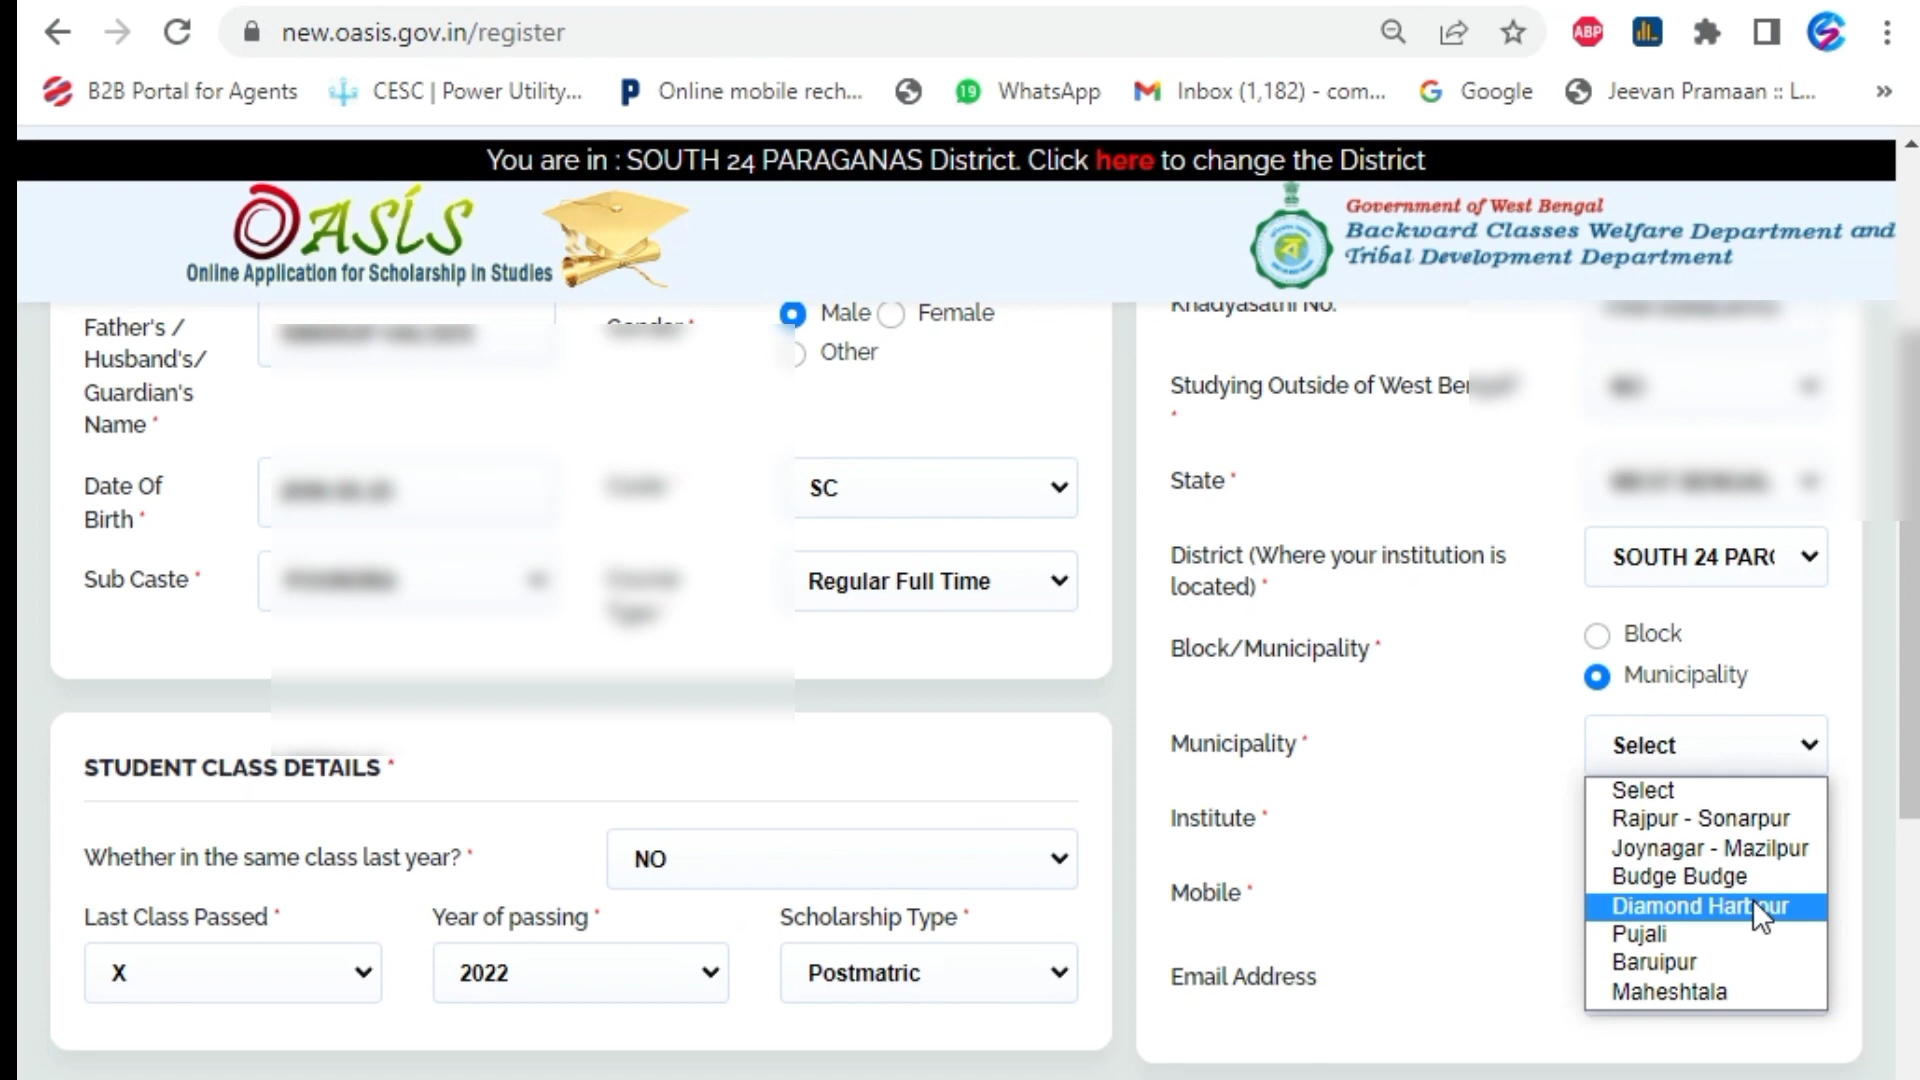 new.oasis.gov.in/register
ABP
B2B Portal for Agents
CESC | Power Utility...
Online mobile rech...
19
WhatsApp
Inbox (1,182) - com...
Google
Jeevan Pramaan :: L...
You are in : SOUTH 24 PARAGANAS District. Click here to change the District
OASIS
Online Application for Scholarship in Studies
Government of West Bengal
Backward Classes Welfare Department and
Tribal Development Department
Father's /
Husband's/
Guardian's
Name *
Gender *
Male
Female
Other
Date Of
Birth *
SC
Sub Caste *
Regular Full Time
STUDENT CLASS DETAILS *
Whether in the same class last year? *
NO
Last Class Passed *
Year of passing *
Scholarship Type *
X
2022
Postmatric
Khadyasathi No.
Studying Outside of West
*
State *
District (Where your institution is
located) *
SOUTH 24 PAR
Block/Municipality *
Block
Municipality
Municipality *
Select
Select
Rajpur - Sonarpur
Joynagar - Mazilpur
Budge Budge
Diamond Harbour
Pujali
Baruipur
Maheshtala
Institute *
Mobile *
Email Address